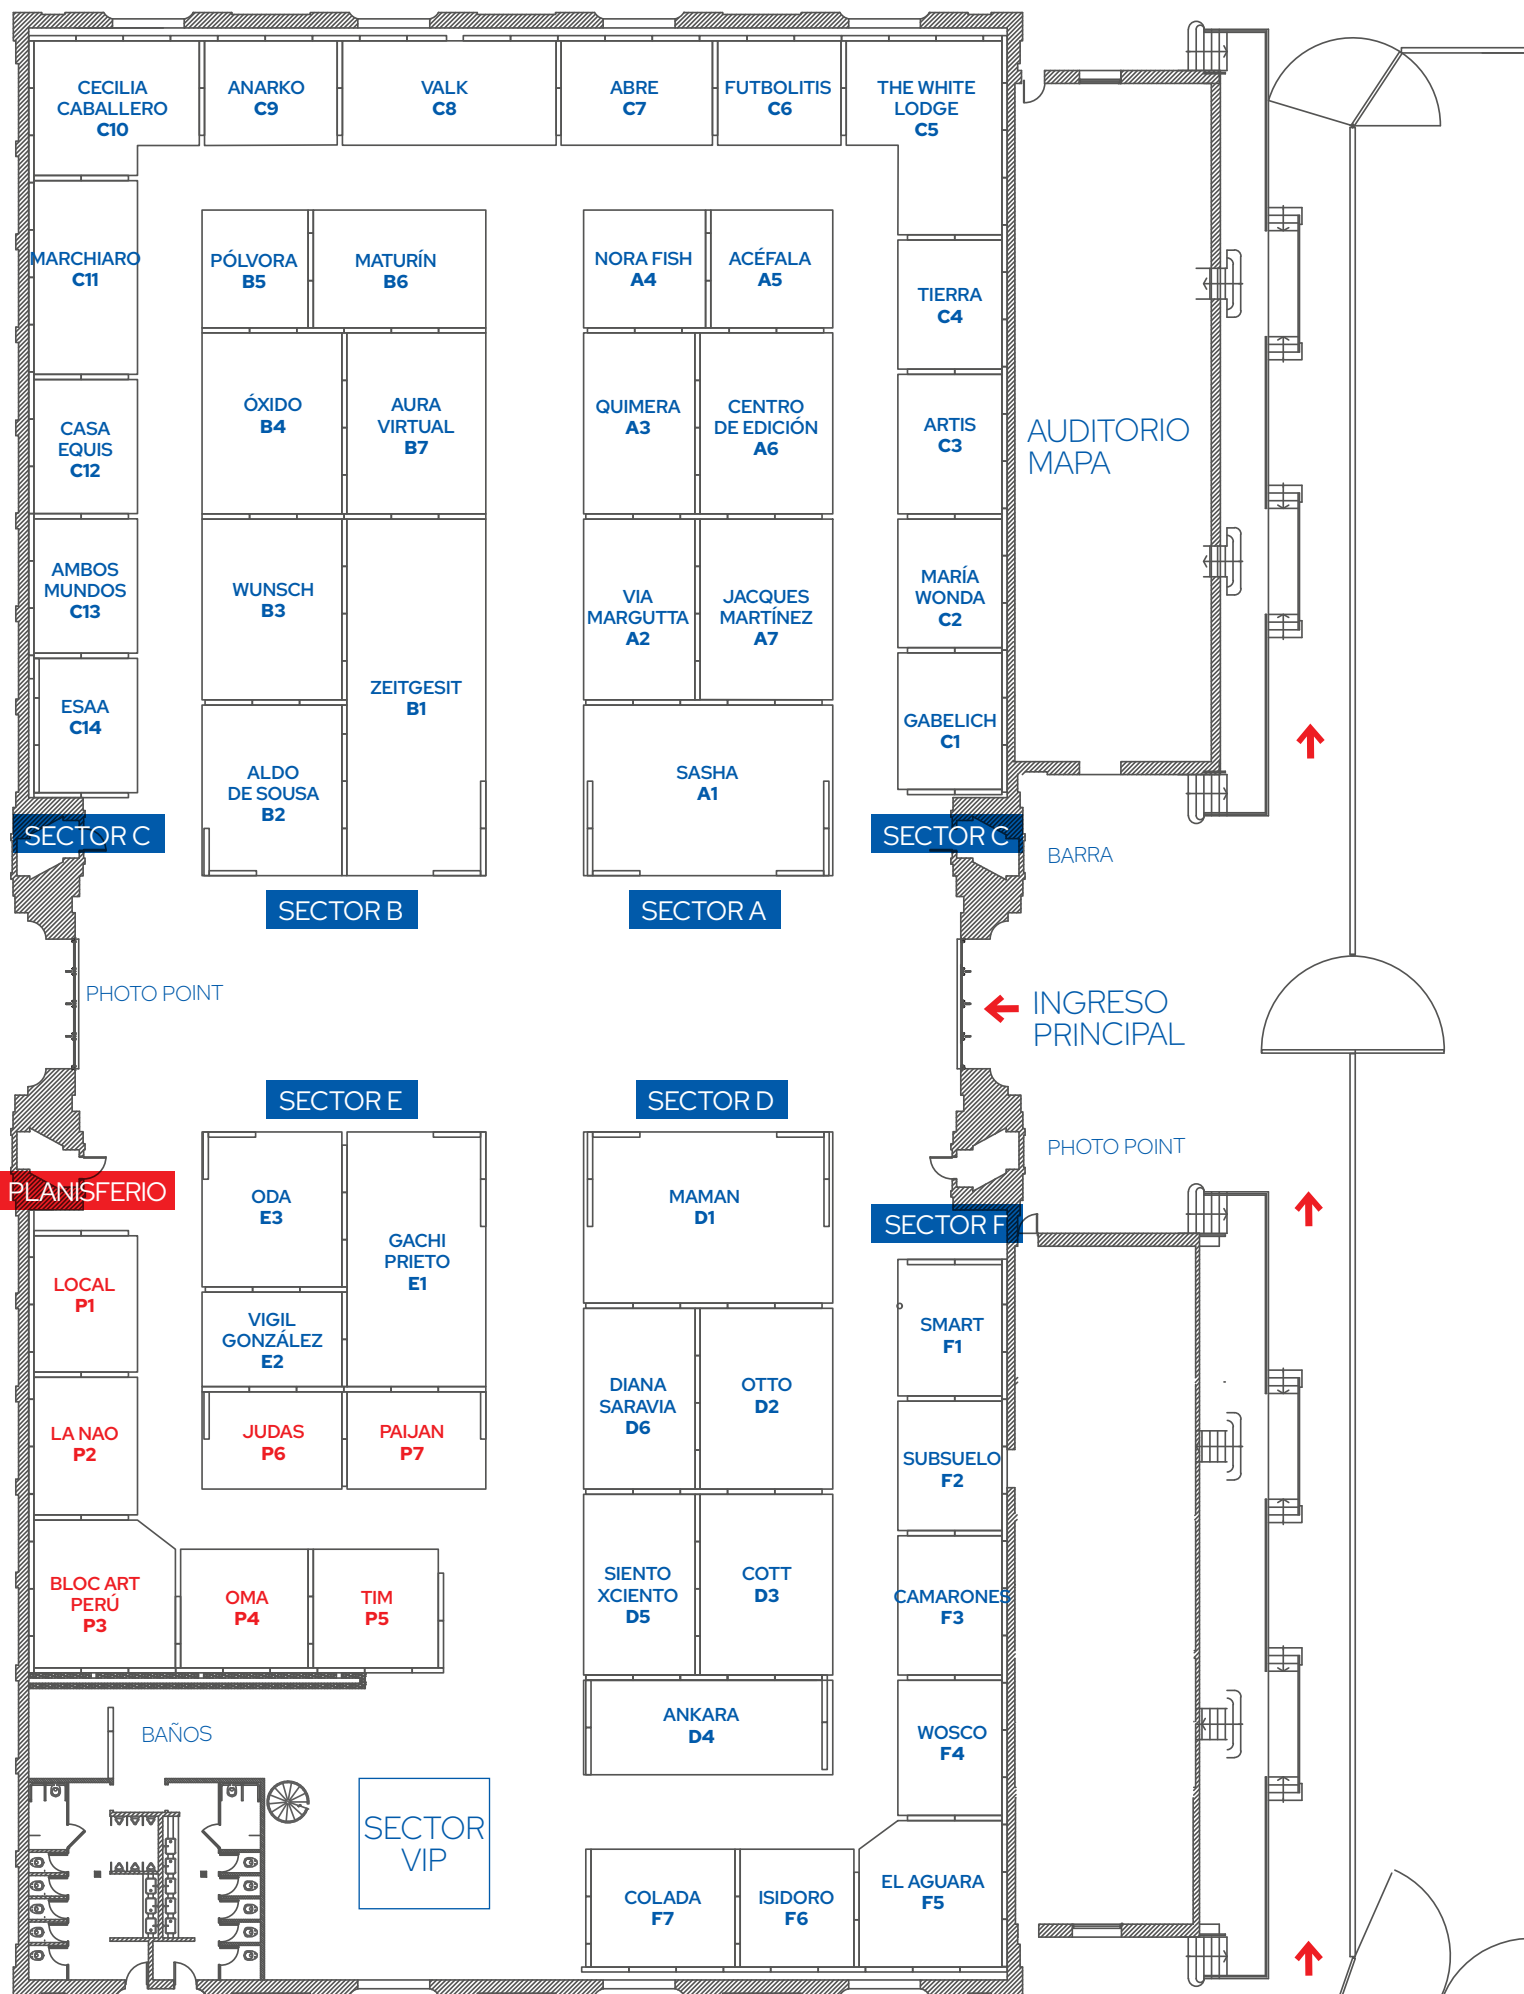 CECILIA
CABALLERO
C10
ANARKO
C9
VALK
C8
ABRE
C7
FUTBOLITIS
C6
THE WHITE
LODGE
C5
MARCHIARO
C11
PÓLVORA
B5
MATURÍN
B6
NORA FISH
A4
ACÉFALA
A5
TIERRA
C4
CASA
EQUIS
C12
ÓXIDO
B4
AURA
VIRTUAL
B7
QUIMERA
A3
CENTRO
DE EDICIÓN
A6
ARTIS
C3
AUDITORIO
MAPA
AMBOS
MUNDOS
C13
WUNSCH
B3
VIA
MARGUTTA
A2
JACQUES
MARTÍNEZ
A7
MARÍA
WONDA
C2
ESAA
C14
ZEITGESIT
B1
GABELICH
C1
ALDO
DE SOUSA
B2
SASHA
A1
SECTOR C
SECTOR C
BARRA
SECTOR B
SECTOR A
PHOTO POINT
INGRESO
PRINCIPAL
SECTOR E
SECTOR D
PHOTO POINT
PLANISFERIO
ODA
E3
GACHI
PRIETO
E1
MAMAN
D1
SECTOR F
LOCAL
P1
VIGIL
GONZÁLEZ
E2
SMART
F1
LA NAO
P2
JUDAS
P6
PAIJAN
P7
DIANA
SARAVIA
D6
OTTO
D2
SUBSUELO
F2
BLOC ART
PERÚ
P3
OMA
P4
TIM
P5
SIENTO
XCIENTO
D5
COTT
D3
CAMARONES
F3
BAÑOS
ANKARA
D4
WOSCO
F4
SECTOR
VIP
COLADA
F7
ISIDORO
F6
EL AGUARA
F5